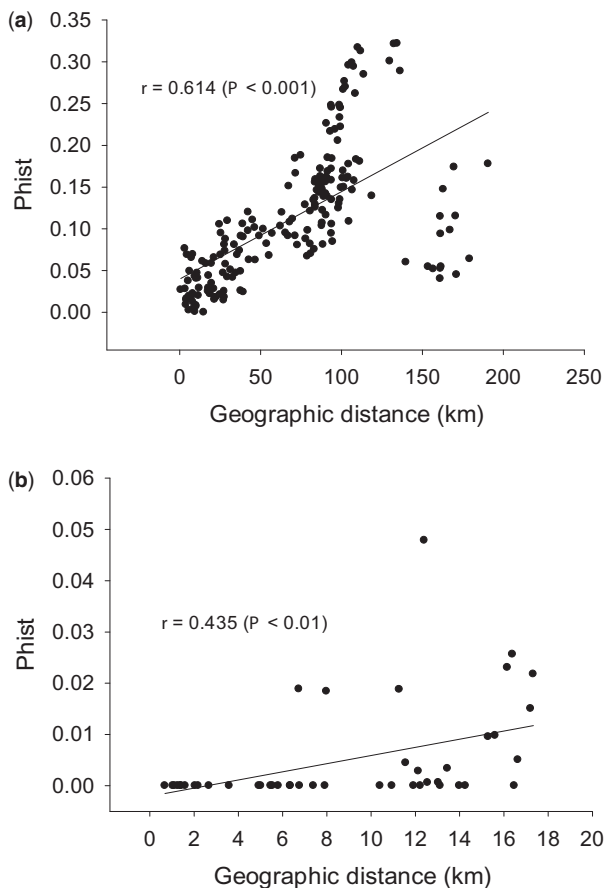 (a)
0.35
0.30
0.25
0.20
0.15
0.10
0.05
0.00
Phist
r = 0.614 (P < 0.001)
0 50 100 150 200 250
Geographic distance (km)
(b)
0.06
0.05
0.04
0.03
0.02
0.01
0.00
Phist
r = 0.435 (P < 0.01)
0 2 4 6 8 10 12 14 16 18 20
Geographic distance (km)